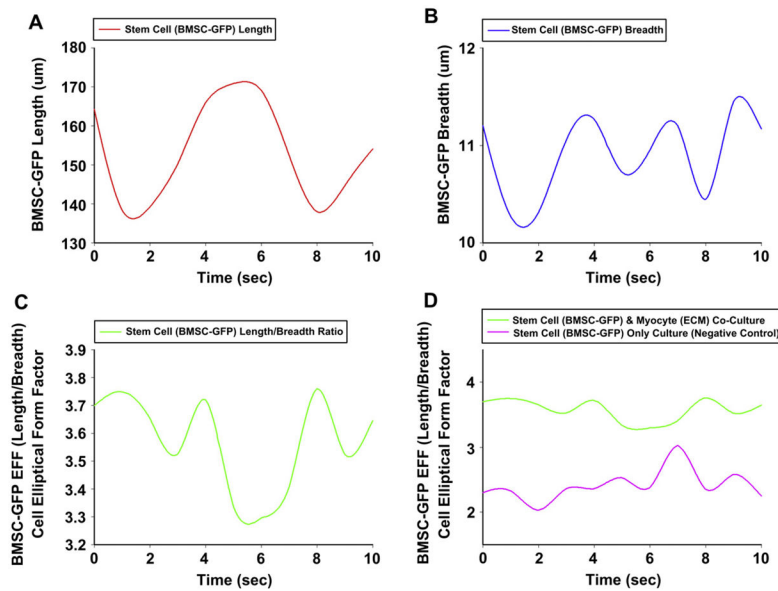 A
Stem Cell (BMSC-GFP) Length
180
170
160
150
140
130
BMSC-GFP Length (um)
0 2 4 6 8 10
Time (sec)
B
Stem Cell (BMSC-GFP) Breadth
12
11
10
BMSC-GFP Breadth (um)
0 2 4 6 8 10
Time (sec)
C
Stem Cell (BMSC-GFP) Length/Breadth Ratio
3.9
3.8
3.7
3.6
3.5
3.4
3.3
3.2
BMSC-GFP EFF (Length/Breadth)
Cell Elliptical Form Factor
0 2 4 6 8 10
Time (sec)
D
Stem Cell (BMSC-GFP) & Myocyte (ECM) Co-Culture
Stem Cell (BMSC-GFP) Only Culture (Negative Control)
4
3
2
BMSC-GFP EFF (Length/Breadth)
Cell Elliptical Form Factor
0 2 4 6 8 10
Time (sec)